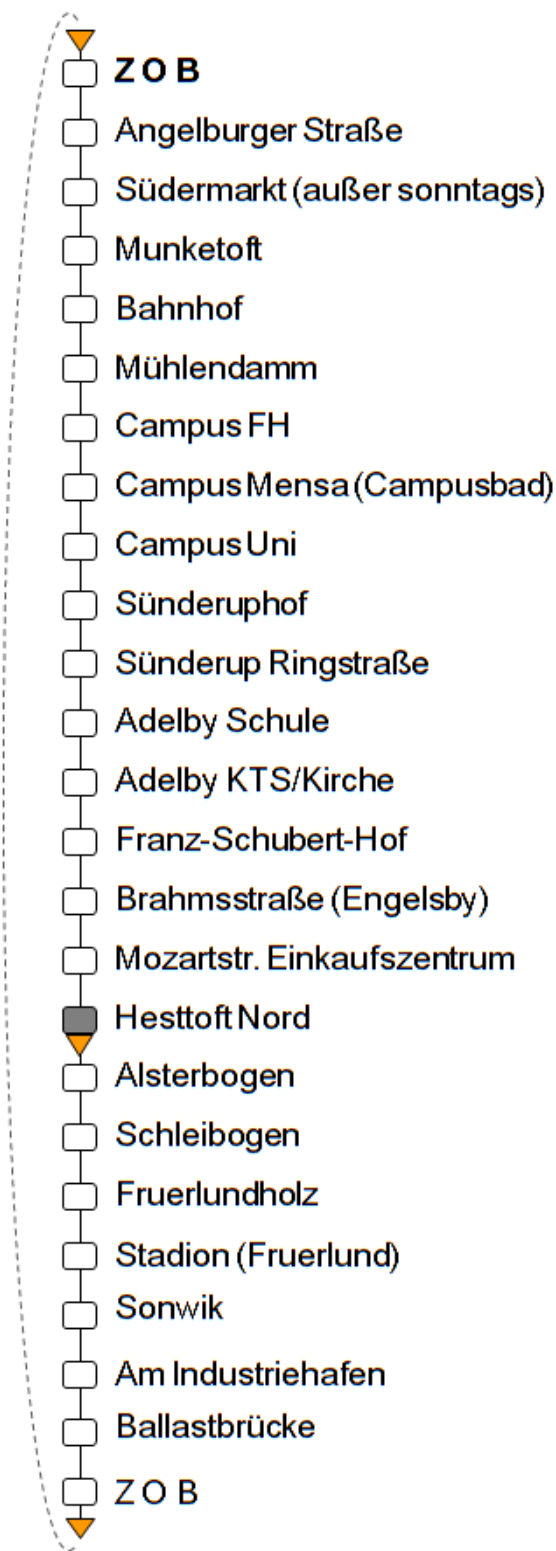 Z O B
Angelburger Straße
Südermarkt (außer sonntags)
Munketoft
Bahnhof
Mühlendamm
Campus FH
Campus Mensa (Campusbad)
Campus Uni
Sünderuphof
Sünderup Ringstraße
Adelby Schule
Adelby KTS/Kirche
Franz-Schubert-Hof
Brahmsstraße (Engelsby)
Mozartstr. Einkaufszentrum
Hesttoft Nord
Alsterbogen
Schleibogen
Fruerlundholz
Stadion (Fruerlund)
Sonwik
Am Industriehafen
Ballastbrücke
Z O B